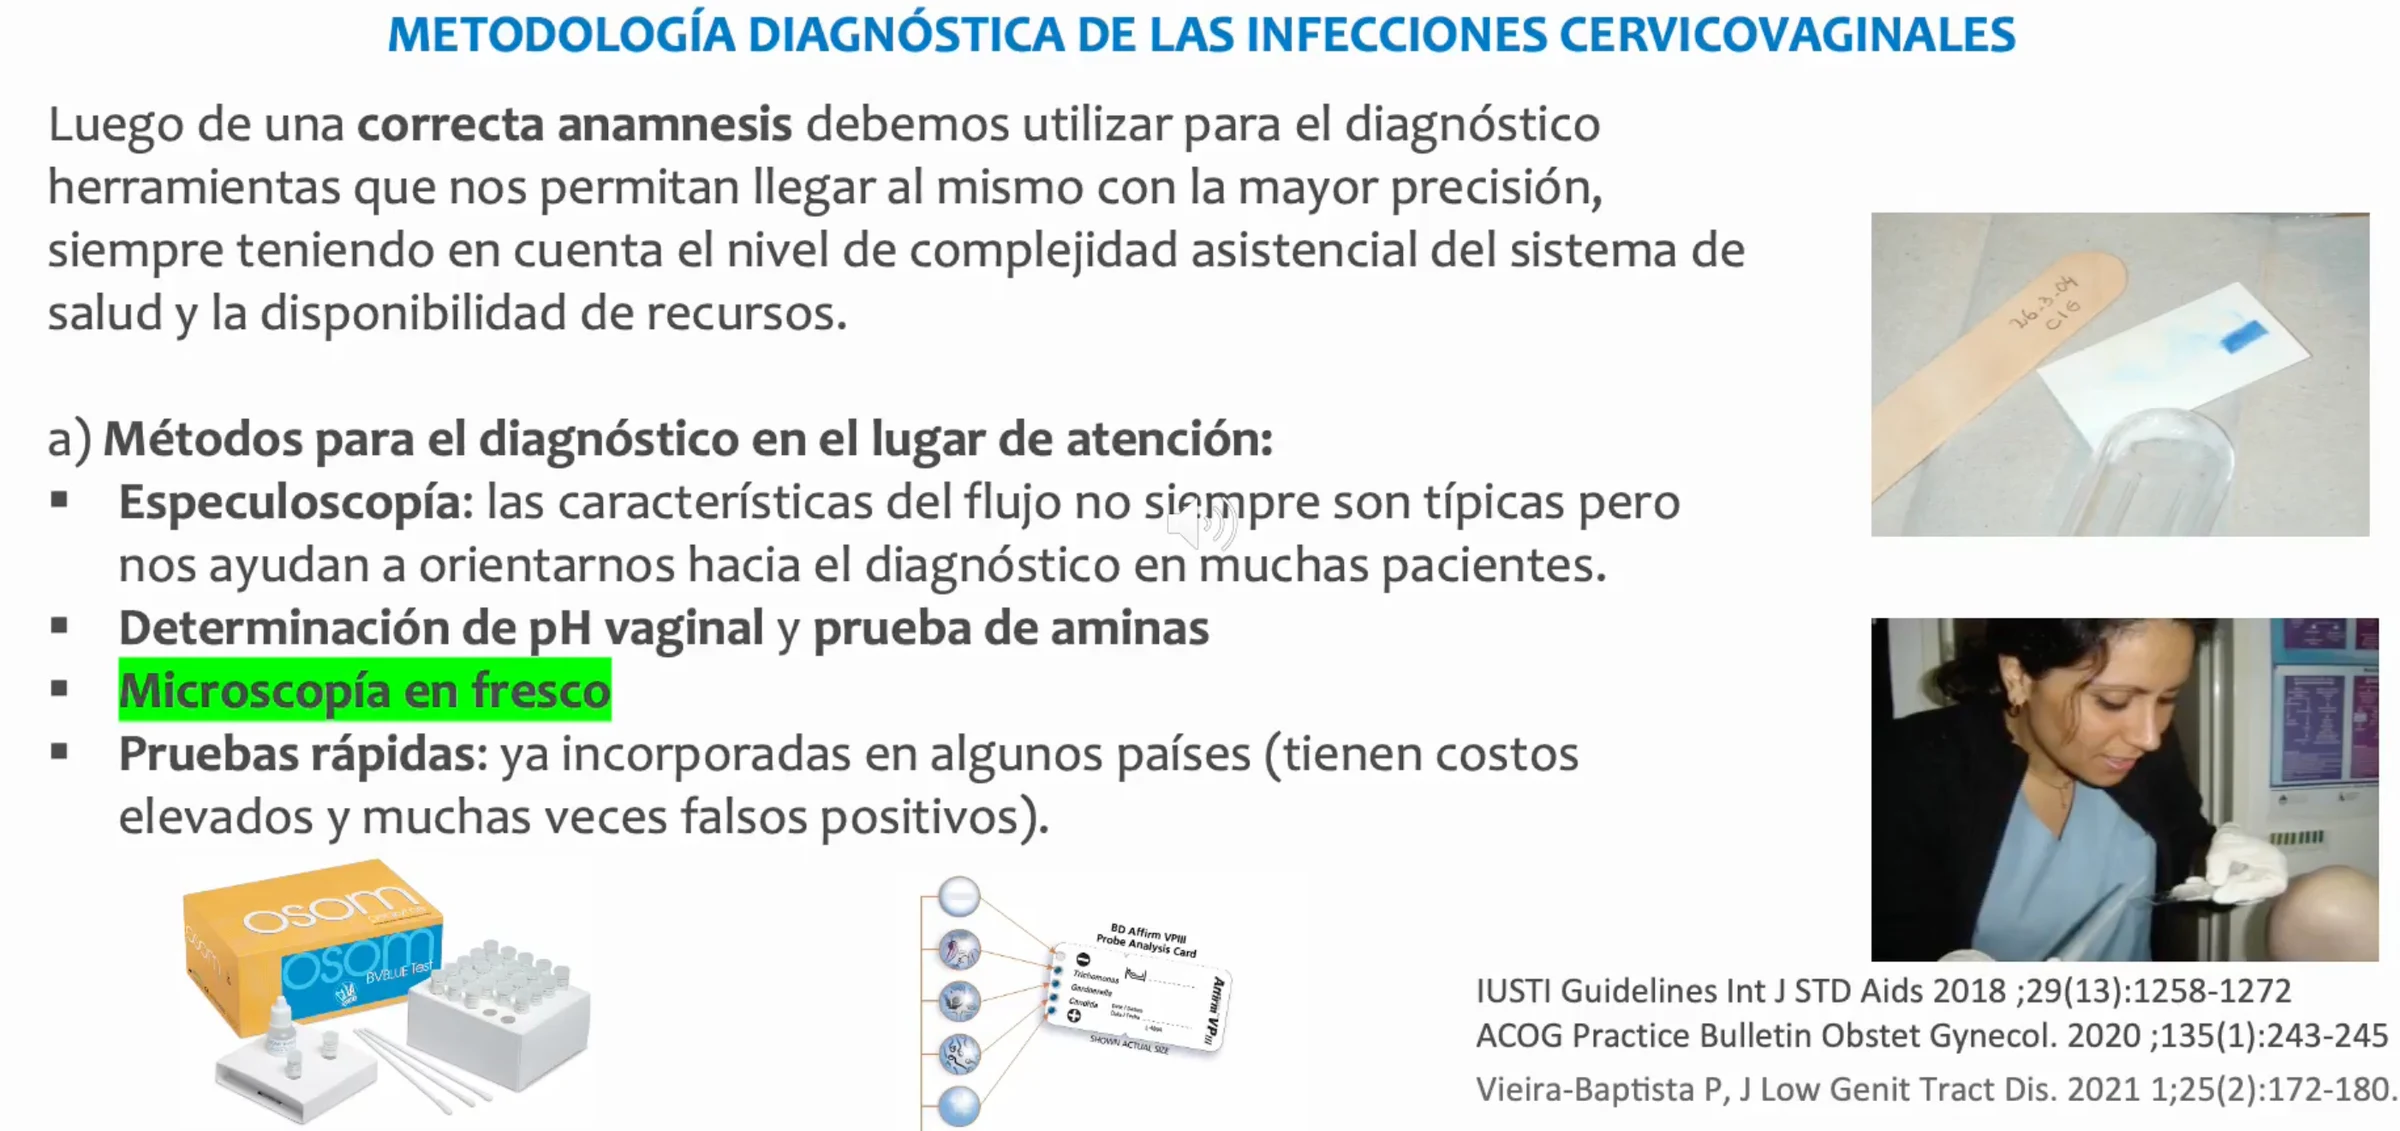 METODOLOGÍA DIAGNÓSTICA DE LAS INFECCIONES CERVICOVAGINALES
Luego de una correcta anamnesis debemos utilizar para el diagnóstico
herramientas que nos permitan llegar al mismo con la mayor precisión,
siempre teniendo en cuenta el nivel de complejidad asistencial del sistema de
salud y la disponibilidad de recursos.
a) Métodos para el diagnóstico en el lugar de atención:
▪ Especuloscopía: las características del flujo no siempre son típicas pero
nos ayudan a orientarnos hacia el diagnóstico en muchas pacientes.
▪ Determinación de pH vaginal y prueba de aminas
▪ Microscopía en fresco
▪ Pruebas rápidas: ya incorporadas en algunos países (tienen costos
elevados y muchas veces falsos positivos).
26-3-04
osom
osom
BVBLUE Test
BD Affirm VPIII
Probe Analysis Card
Trichomonas
Gardnerella
Candida
Affirm VPIII
SHOWN ACTUAL SIZE
IUSTI Guidelines Int J STD Aids 2018 ;29(13):1258-1272
ACOG Practice Bulletin Obstet Gynecol. 2020 ;135(1):243-245
Vieira-Baptista P, J Low Genit Tract Dis. 2021 1;25(2):172-180.